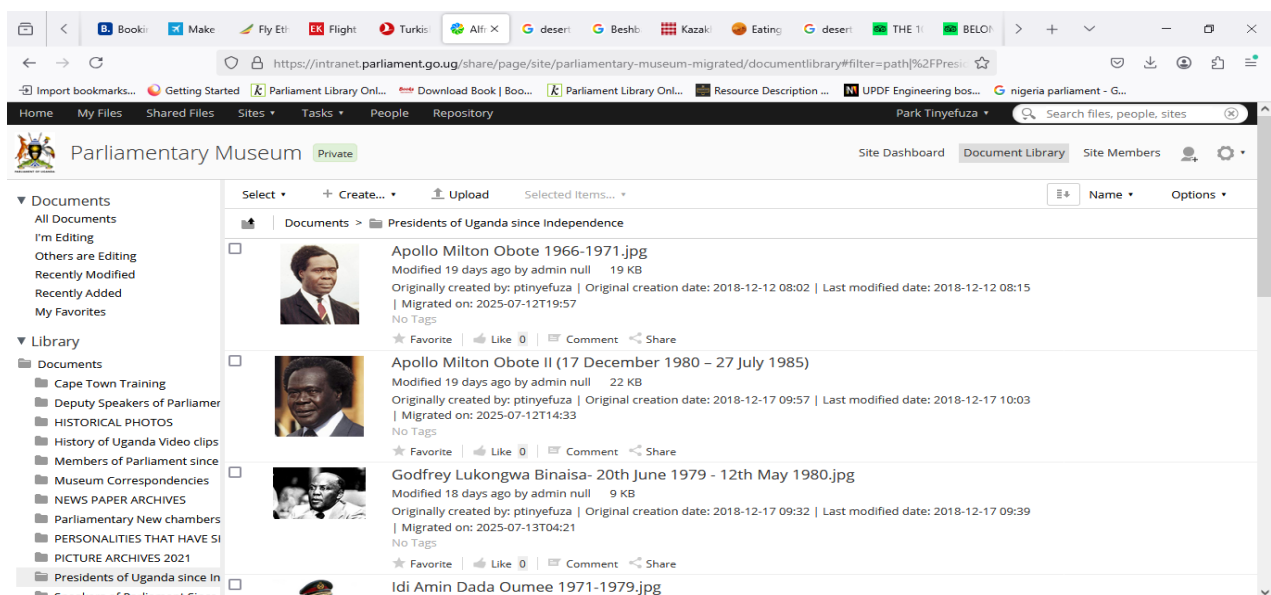 Bookin Make Fly Eth EK Flight Turkis Alfr desert Beshb Kazakl Eating desert THE 1( BELON
https://intranet.parliament.go.ug/share/page/site/parliamentary-museum-migrated/documentlibrary#filter=path|%2FPresid
Import bookmarks... Getting Started Parliament Library Onl... Download Book | Boo... Parliament Library Onl... Resource Description ... UPDF Engineering bos... nigeria parliament - G...
Home My Files Shared Files Sites Tasks People Repository Park Tinyefuza Search files, people, sites
Parliamentary Museum Private Site Dashboard Document Library Site Members
Select + Create... Upload Selected Items... Name Options
Documents > Presidents of Uganda since Independence
Documents
All Documents
I'm Editing
Others are Editing
Recently Modified
Recently Added
My Favorites
Library
Documents
Cape Town Training
Deputy Speakers of Parliamer
HISTORICAL PHOTOS
History of Uganda Video clips
Members of Parliament since
Museum Correspondencies
NEWS PAPER ARCHIVES
Parliamentary New chambers
PERSONALITIES THAT HAVE SI
PICTURE ARCHIVES 2021
Presidents of Uganda since In
Apollo Milton Obote 1966-1971.jpg
Modified 19 days ago by admin null 19 KB
Originally created by: ptinyefuza | Original creation date: 2018-12-12 08:02 | Last modified date: 2018-12-12 08:15
| Migrated on: 2025-07-12T19:57
No Tags
Favorite Like 0 Comment Share
Apollo Milton Obote II (17 December 1980 – 27 July 1985)
Modified 19 days ago by admin null 22 KB
Originally created by: ptinyefuza | Original creation date: 2018-12-17 09:57 | Last modified date: 2018-12-17 10:03
| Migrated on: 2025-07-12T14:33
No Tags
Favorite Like 0 Comment Share
Godfrey Lukongwa Binaisa- 20th June 1979 - 12th May 1980.jpg
Modified 18 days ago by admin null 9 KB
Originally created by: ptinyefuza | Original creation date: 2018-12-17 09:32 | Last modified date: 2018-12-17 09:39
| Migrated on: 2025-07-13T04:21
No Tags
Favorite Like 0 Comment Share
Idi Amin Dada Oumee 1971-1979.jpg